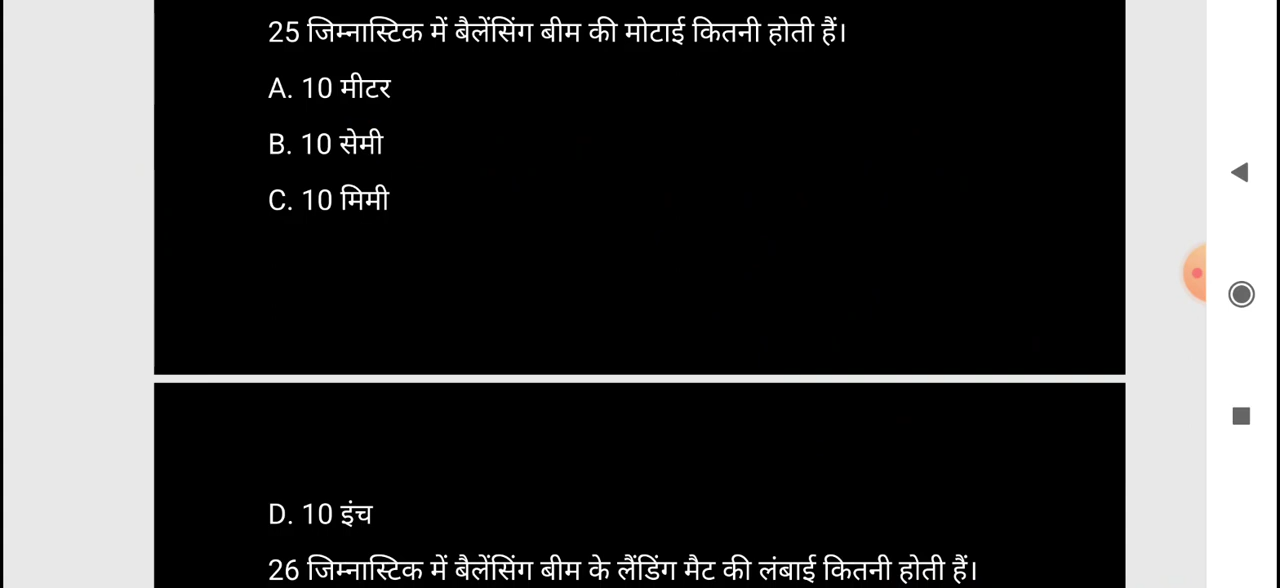 25 जिम्नास्टिक में बैलेंसिंग बीम की मोटाई कितनी होती हैं।
A. 10 मीटर
B. 10 सेमी
C. 10 मिमी
D. 10 इंच
26 जिम्नास्टिक में बैलेंसिंग बीम के लैंडिंग मैट की लंबाई कितनी होती हैं।